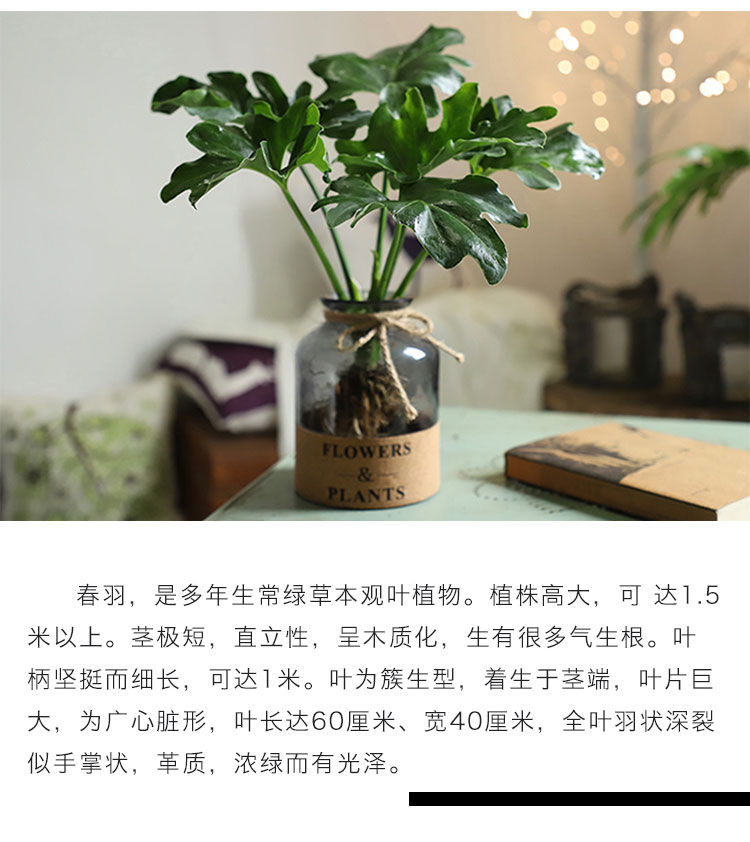 FLOWERS
&
PLANTS
春羽，是多年生常绿草本观叶植物。植株高大，可 达1.5
米以上。茎极短，直立性，呈木质化，生有很多气生根。叶
柄坚挺而细长，可达1米。叶为簇生型，着生于茎端，叶片巨
大，为广心脏形，叶长达60厘米、宽40厘米，全叶羽状深裂
似手掌状，革质，浓绿而有光泽。